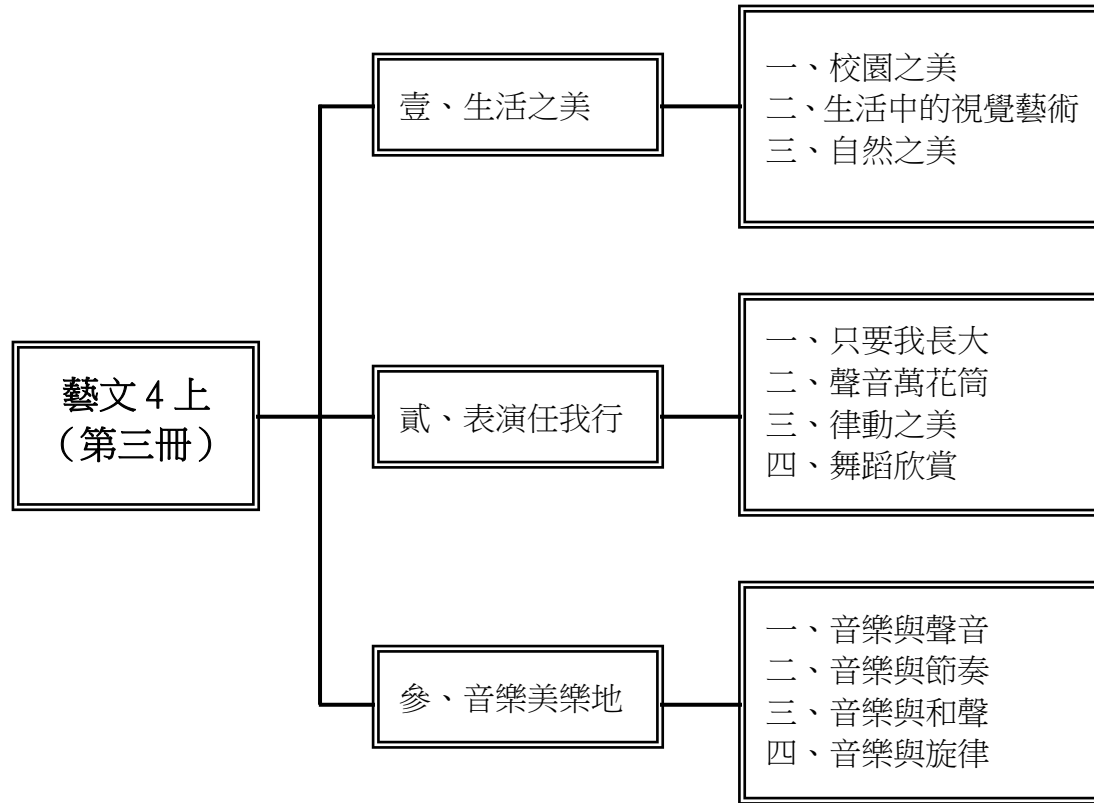 藝文 4 上
（第三冊）
壹、生活之美
一、校園之美
二、生活中的視覺藝術
三、自然之美
貳、表演任我行
一、只要我長大
二、聲音萬花筒
三、律動之美
四、舞蹈欣賞
參、音樂美樂地
一、音樂與聲音
二、音樂與節奏
三、音樂與和聲
四、音樂與旋律